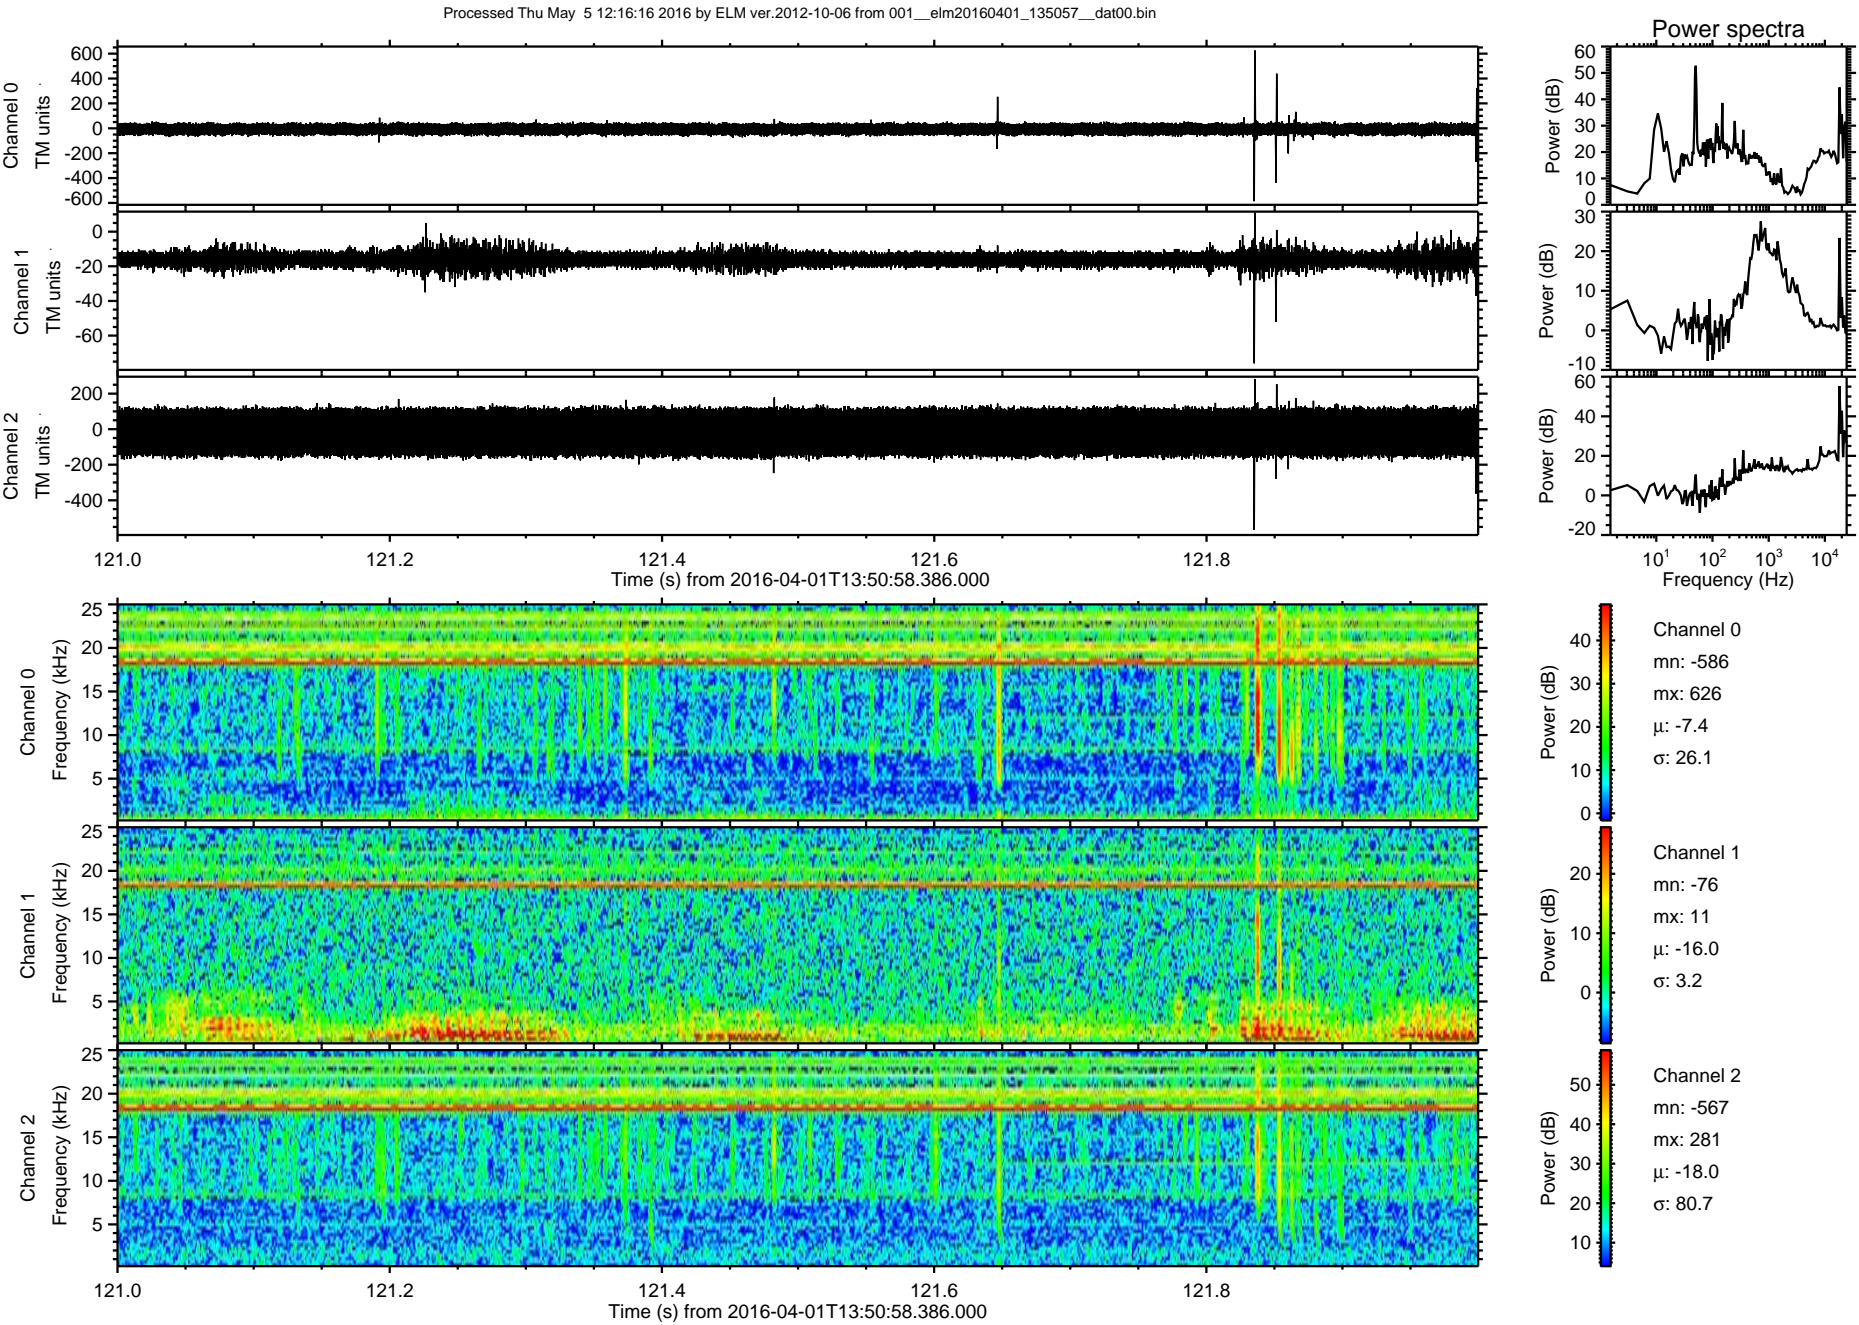 Processed Thu May  5 12:16:16 2016 by ELM ver.2012-10-06 from 001__elm20160401_135057__dat00.bin
Power spectra
Channel 0
TM units
600
400
200
0
-200
-400
-600
Power (dB)
60
50
40
30
20
10
0
Channel 1
TM units
0
-20
-40
-60
Power (dB)
30
20
10
0
-10
Channel 2
TM units
200
0
-200
-400
Power (dB)
60
40
20
0
-20
121.0 121.2 121.4 121.6 121.8
Time (s) from 2016-04-01T13:50:58.386.000
10^1 10^2 10^3 10^4
Frequency (Hz)
Channel 0
Frequency (kHz)
25
20
15
10
5
Power (dB)
40
30
20
10
0
Channel 0
mn: -586
mx: 626
μ: -7.4
σ: 26.1
Channel 1
Frequency (kHz)
25
20
15
10
5
Power (dB)
20
10
0
Channel 1
mn: -76
mx: 11
μ: -16.0
σ: 3.2
Channel 2
Frequency (kHz)
25
20
15
10
5
Power (dB)
50
40
30
20
10
Channel 2
mn: -567
mx: 281
μ: -18.0
σ: 80.7
121.0 121.2 121.4 121.6 121.8
Time (s) from 2016-04-01T13:50:58.386.000